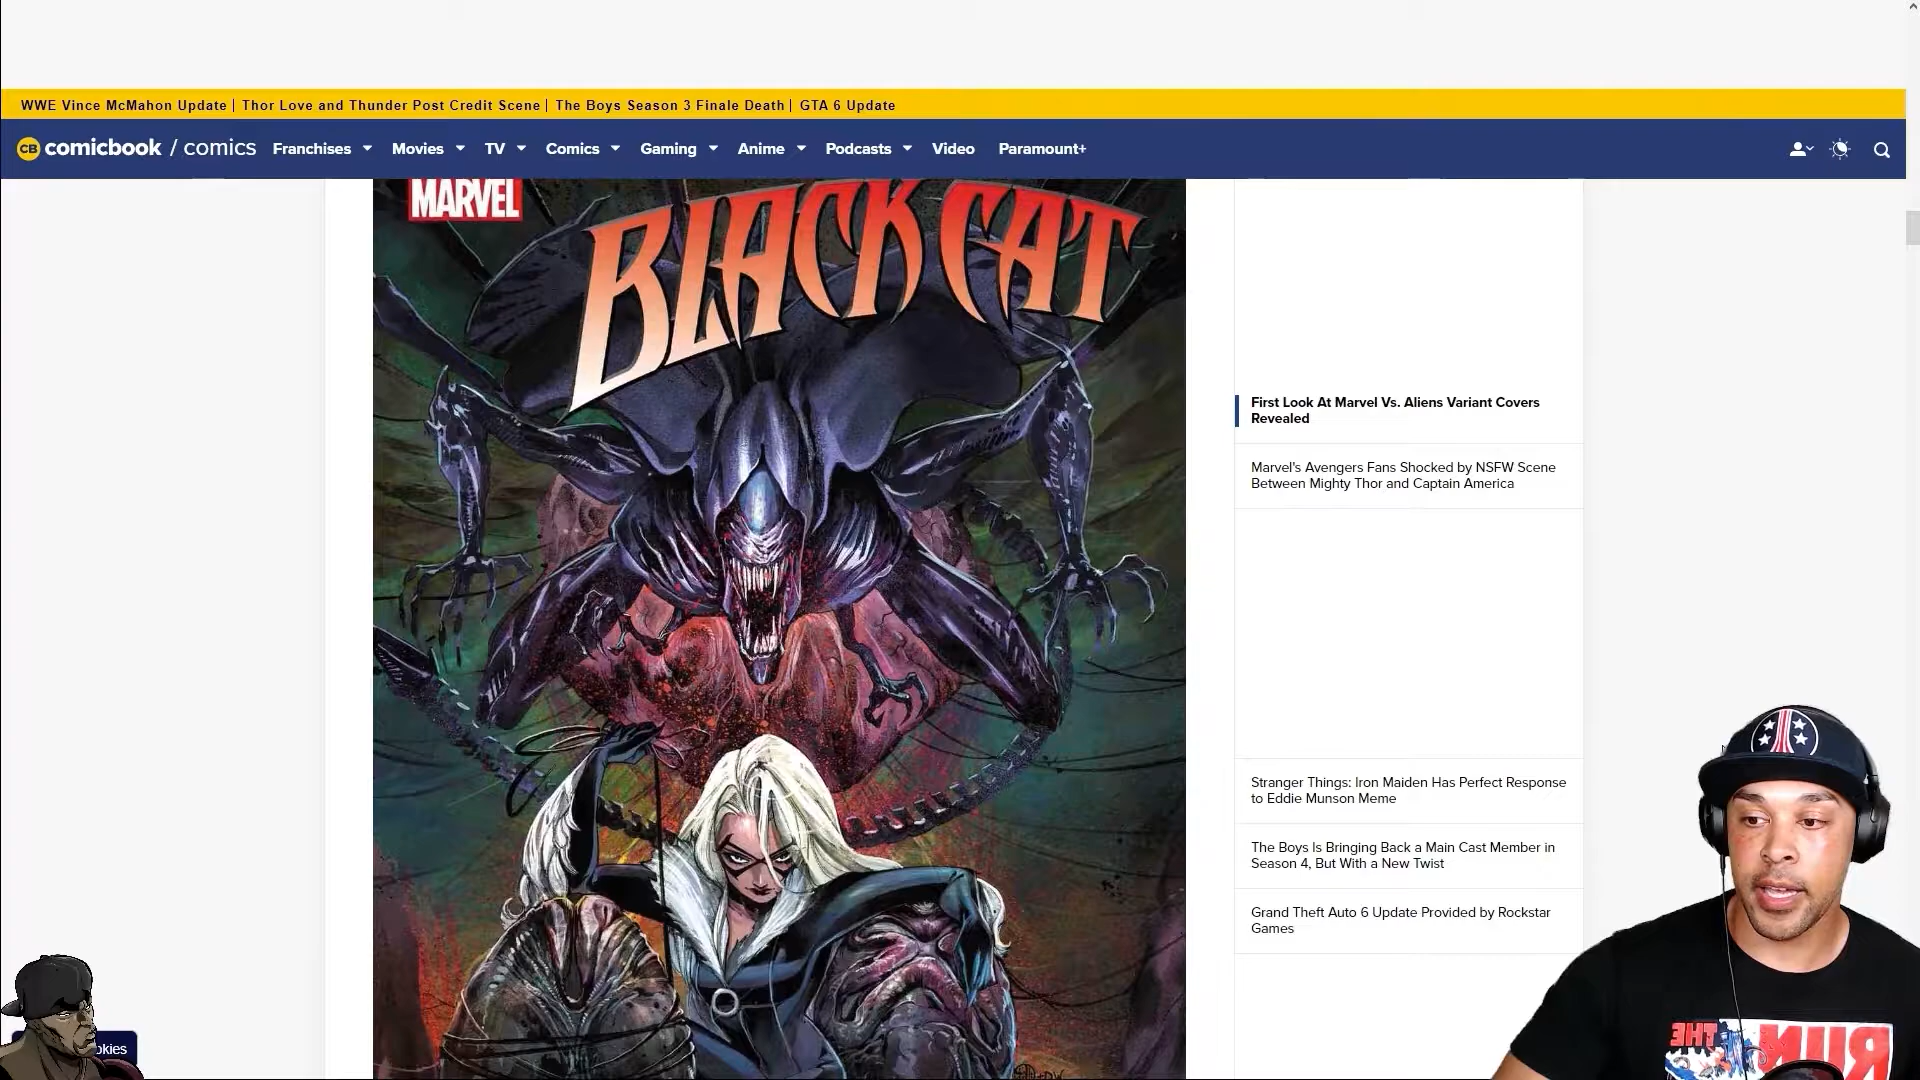 WWE Vince McMahon Update | Thor Love and Thunder Post Credit Scene | The Boys Season 3 Finale Death | GTA 6 Update
CB comicbook / comics Franchises Movies TV Comics Gaming Anime Podcasts Video Paramount+
MARVEL
BLACK CAT
First Look At Marvel Vs. Aliens Variant Covers
Revealed
Marvel's Avengers Fans Shocked by NSFW Scene
Between Mighty Thor and Captain America
Stranger Things: Iron Maiden Has Perfect Response
to Eddie Munson Meme
The Boys Is Bringing Back a Main Cast Member in
Season 4, But With a New Twist
Grand Theft Auto 6 Update Provided by Rockstar
Games
THE
RUN